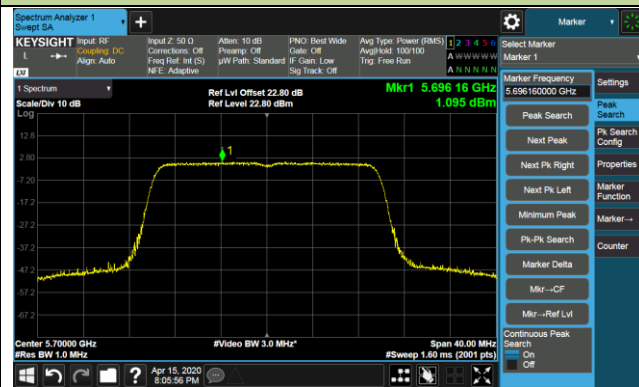 Spectrum Analyzer 1
Swept SA
Marker
KEYSIGHT
Input: RF
Coupling: DC
Align: Auto
Input Z: 50 Ω
Corrections: Off
Freq Ref: Int (S)
NFE: Adaptive
Atten: 10 dB
Preamp: Off
µW Path: Standard
PNO: Best Wide
Gate: Off
IF Gain: Low
Sig Track: Off
Avg Type: Power (RMS)
Avg|Hold: 100/100
Trig: Free Run
1 2 3 4 5 6
A W W W W W
A N N N N N
L
LXI
Select Marker
Marker 1
1 Spectrum
Scale/Div 10 dB
Log
Ref Lvl Offset 22.80 dB
Ref Level 22.80 dBm
Mkr1 5.696 16 GHz
1.095 dBm
12.8
2.80
-7.20
-17.2
-27.2
-37.2
-47.2
-57.2
-67.2
1
Center 5.70000 GHz
#Res BW 1.0 MHz
#Video BW 3.0 MHz*
Span 40.00 MHz
#Sweep 1.60 ms (2001 pts)
Marker Frequency
5.696160000 GHz
Peak Search
Next Peak
Next Pk Right
Next Pk Left
Minimum Peak
Pk-Pk Search
Marker Delta
Mkr→CF
Mkr→Ref Lvl
Continuous Peak
Search
On
Off
Settings
Peak
Search
Pk Search
Config
Properties
Marker
Function
Marker→
Counter
Apr 15, 2020
8:05:56 PM